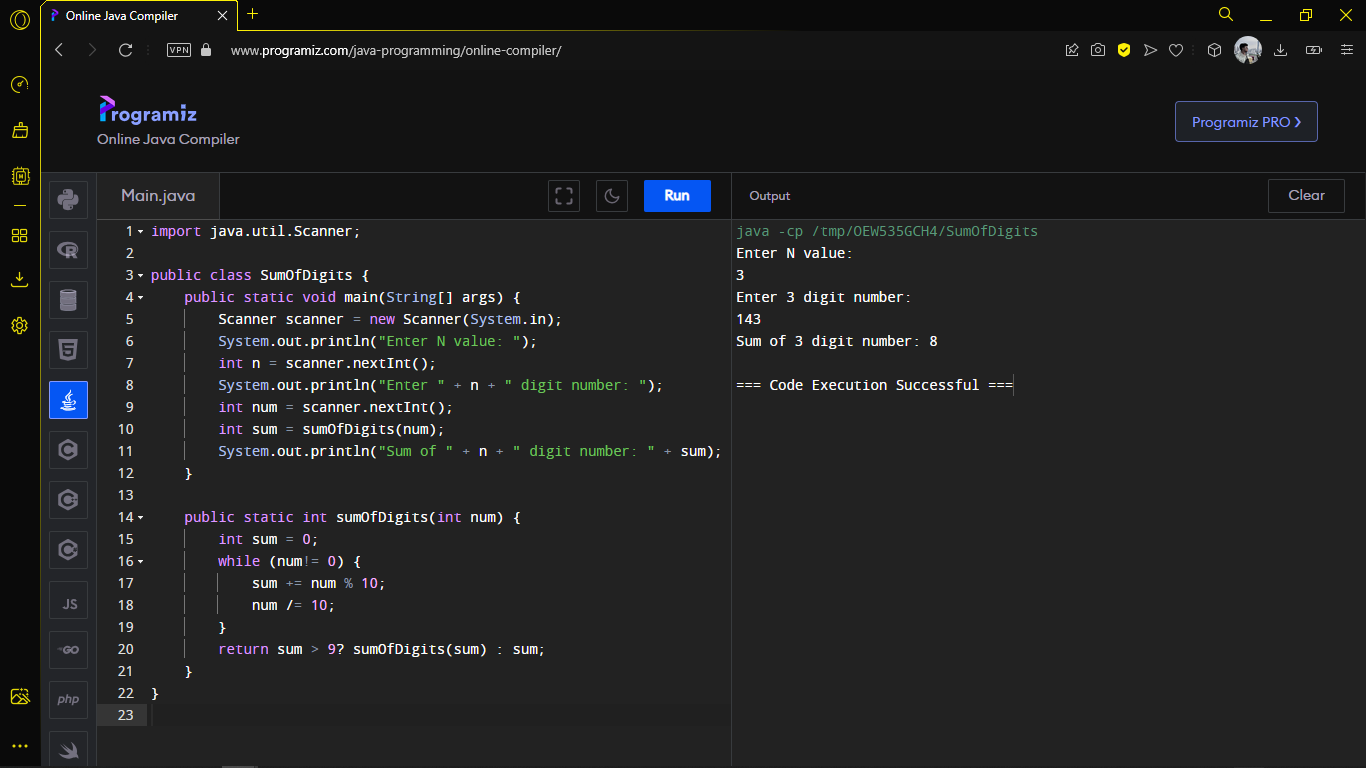 Online Java Compiler
VPN
www.programiz.com/java-programming/online-compiler/
M
Programiz
Online Java Compiler
Programiz PRO ❯
Main.java
Run
Output
Clear
1 import java.util.Scanner;
2
3 public class SumOfDigits {
4     public static void main(String[] args) {
5         Scanner scanner = new Scanner(System.in);
6         System.out.println("Enter N value: ");
7         int n = scanner.nextInt();
8         System.out.println("Enter " + n + " digit number: ");
9         int num = scanner.nextInt();
10         int sum = sumOfDigits(num);
11         System.out.println("Sum of " + n + " digit number: " + sum);
12     }
13
14     public static int sumOfDigits(int num) {
15         int sum = 0;
16         while (num!= 0) {
17             sum += num % 10;
18             num /= 10;
19         }
20         return sum > 9? sumOfDigits(sum) : sum;
21     }
22 }
23
java -cp /tmp/OEW535GCH4/SumOfDigits
Enter N value:
3
Enter 3 digit number:
143
Sum of 3 digit number: 8
=== Code Execution Successful ===
R
5
C
C
C
JS
GO
php